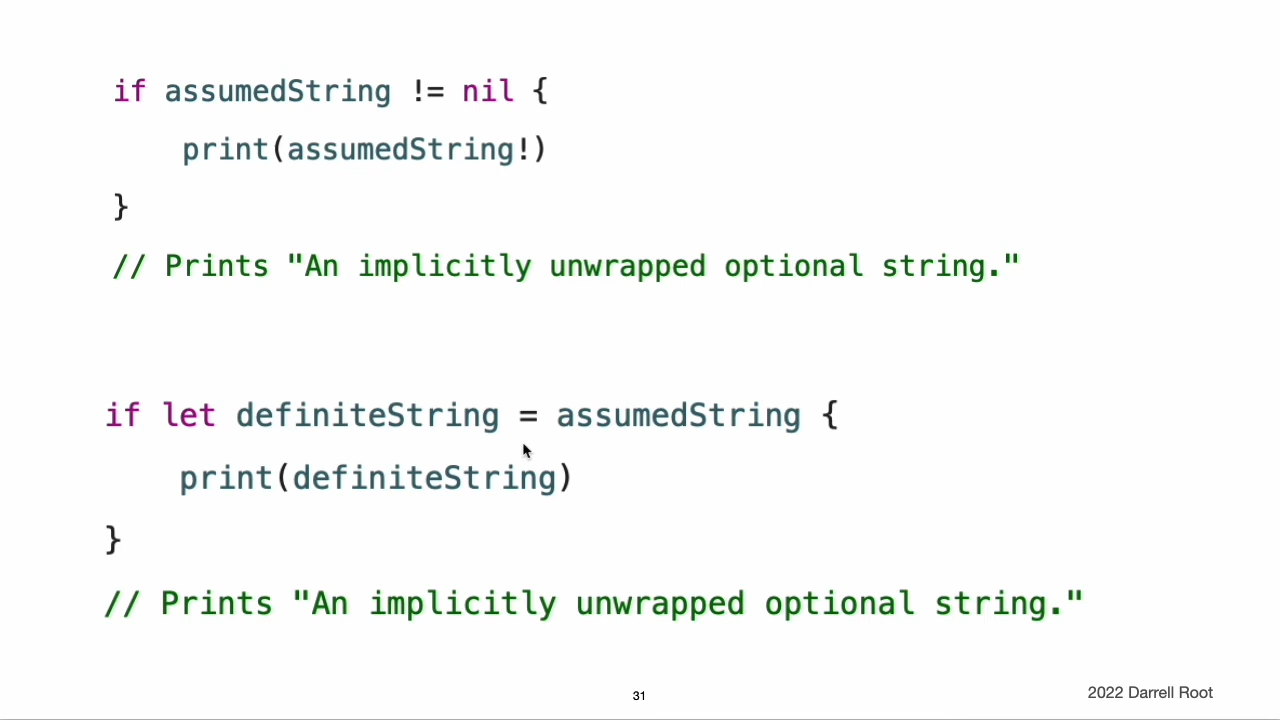 if assumedString != nil {
    print(assumedString!)
}
// Prints "An implicitly unwrapped optional string."
if let definiteString = assumedString {
    print(definiteString)
}
// Prints "An implicitly unwrapped optional string."
31
2022 Darrell Root